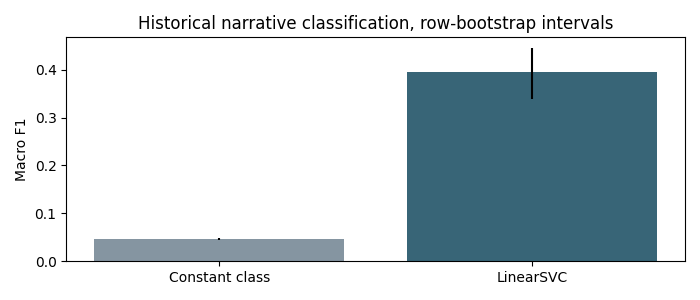 Historical narrative classification, row-bootstrap intervals
Macro F1
0.4
0.3
0.2
0.1
0.0
Constant class
LinearSVC